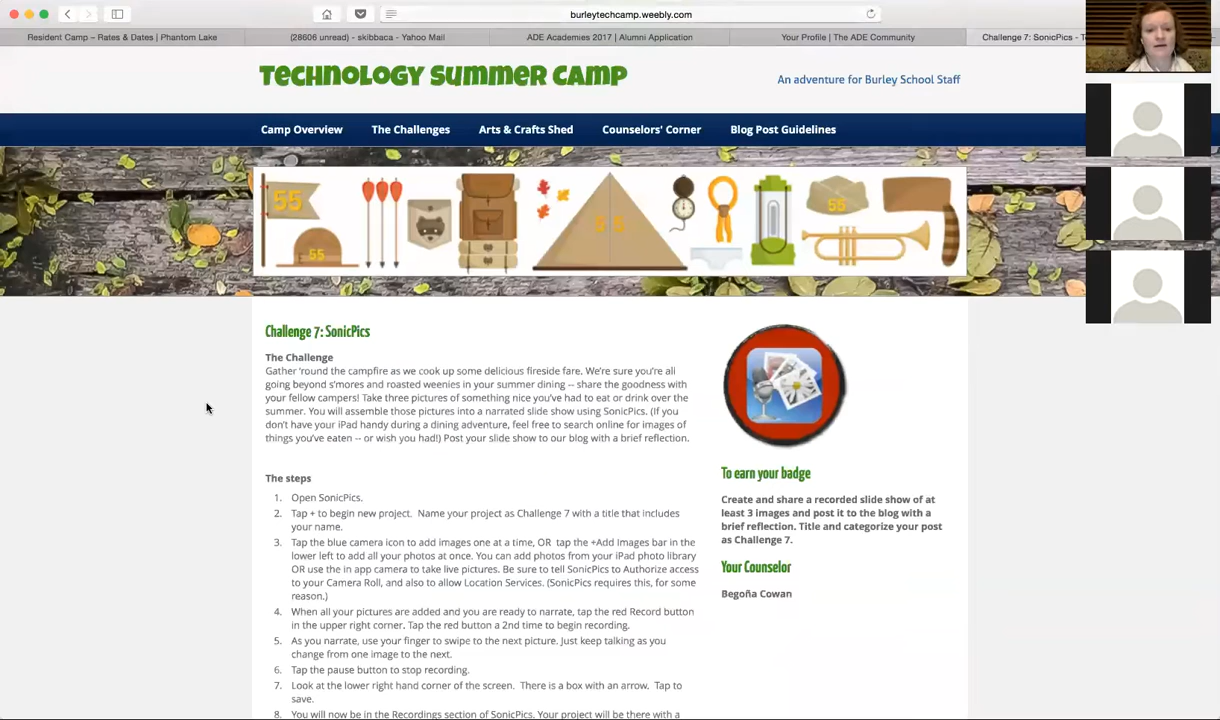 burleytechcamp.weebly.com
Resident Camp – Rates & Dates | Phantom Lake
(28606 unread) - skibbaca - Yahoo Mail
ADE Academies 2017 | Alumni Application
Your Profile | The ADE Community
Challenge 7: SonicPics - Te
Technology Summer Camp
An adventure for Burley School Staff
Camp Overview
The Challenges
Arts & Crafts Shed
Counselors' Corner
Blog Post Guidelines
55
55
5 5
55
Challenge 7: SonicPics
The Challenge
Gather 'round the campfire as we cook up some delicious fireside fare. We're sure you're all
going beyond s'mores and roasted weenies in your summer dining -- share the goodness with
your fellow campers! Take three pictures of something nice you've had to eat or drink over the
summer. You will assemble those pictures into a narrated slide show using SonicPics. (If you
don't have your iPad handy during a dining adventure, feel free to search online for images of
things you've eaten -- or wish you had!) Post your slide show to our blog with a brief reflection.
The steps
1. Open SonicPics.
2. Tap + to begin new project. Name your project as Challenge 7 with a title that includes
your name.
3. Tap the blue camera icon to add images one at a time, OR tap the +Add Images bar in the
lower left to add all your photos at once. You can add photos from your iPad photo library
OR use the in app camera to take live pictures. Be sure to tell SonicPics to Authorize access
to your Camera Roll, and also to allow Location Services. (SonicPics requires this, for some
reason.)
4. When all your pictures are added and you are ready to narrate, tap the red Record button
in the upper right corner. Tap the red button a 2nd time to begin recording.
5. As you narrate, use your finger to swipe to the next picture. Just keep talking as you
change from one image to the next.
6. Tap the pause button to stop recording.
7. Look at the lower right hand corner of the screen. There is a box with an arrow. Tap to
save.
8. You will now be in the Recordings section of SonicPics. Your project will be there with a
To earn your badge
Create and share a recorded slide show of at
least 3 images and post it to the blog with a
brief reflection. Title and categorize your post
as Challenge 7.
Your Counselor
Begoña Cowan